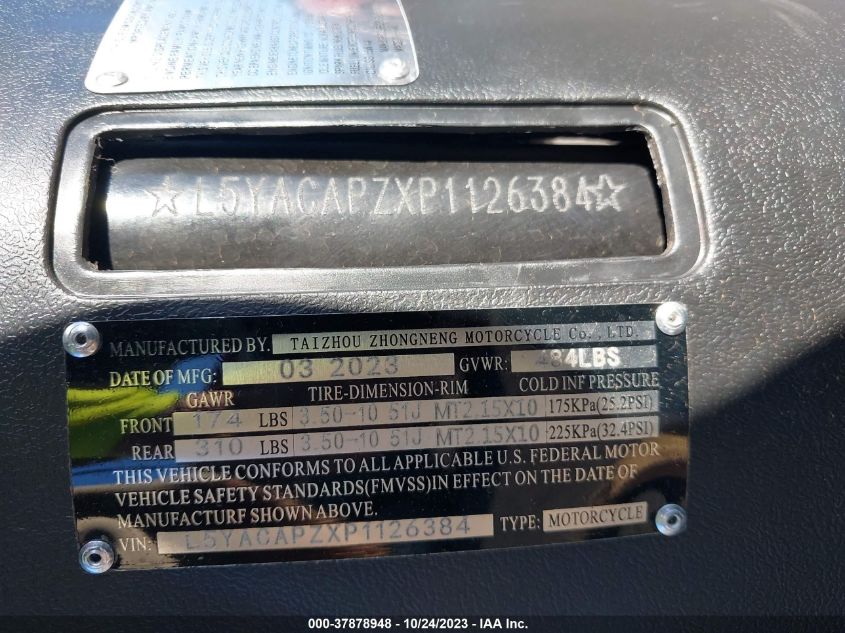 ☆L5YACAPZXP1126384☆
MANUFACTURED BY. TAIZHOU ZHONGNENG MOTORCYCLE Co., LTD.
DATE OF MFG: 03 2023 GVWR: 484LBS
GAWR TIRE-DIMENSION-RIM COLD INF PRESSURE
FRONT 174 LBS 3.50-10 51J MT2.15X10 175KPa(25.2PSI)
REAR 310 LBS 3.50-10 51J MT2.15X10 225KPa(32.4PSI)
THIS VEHICLE CONFORMS TO ALL APPLICABLE U.S. FEDERAL MOTOR
VEHICLE SAFETY STANDARDS(FMVSS)IN EFFECT ON THE DATE OF
MANUFACTURF SHOWN ABOVE.
VIN: L5YACAPZXP1126384 TYPE: MOTORCYCLE
000-37878948 - 10/24/2023 - IAA Inc.